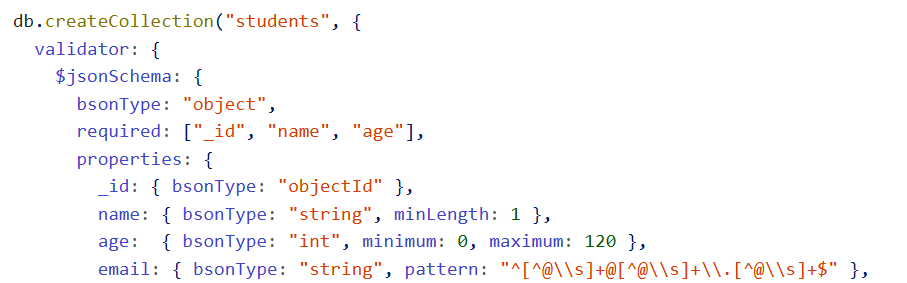 db.createCollection("students", {
  validator: {
    $jsonSchema: {
      bsonType: "object",
      required: ["_id", "name", "age"],
      properties: {
        _id: { bsonType: "objectId" },
        name: { bsonType: "string", minLength: 1 },
        age:  { bsonType: "int", minimum: 0, maximum: 120 },
        email: { bsonType: "string", pattern: "^[^@\\s]+@[^@\\s]+\\.[^@\\s]+$" },